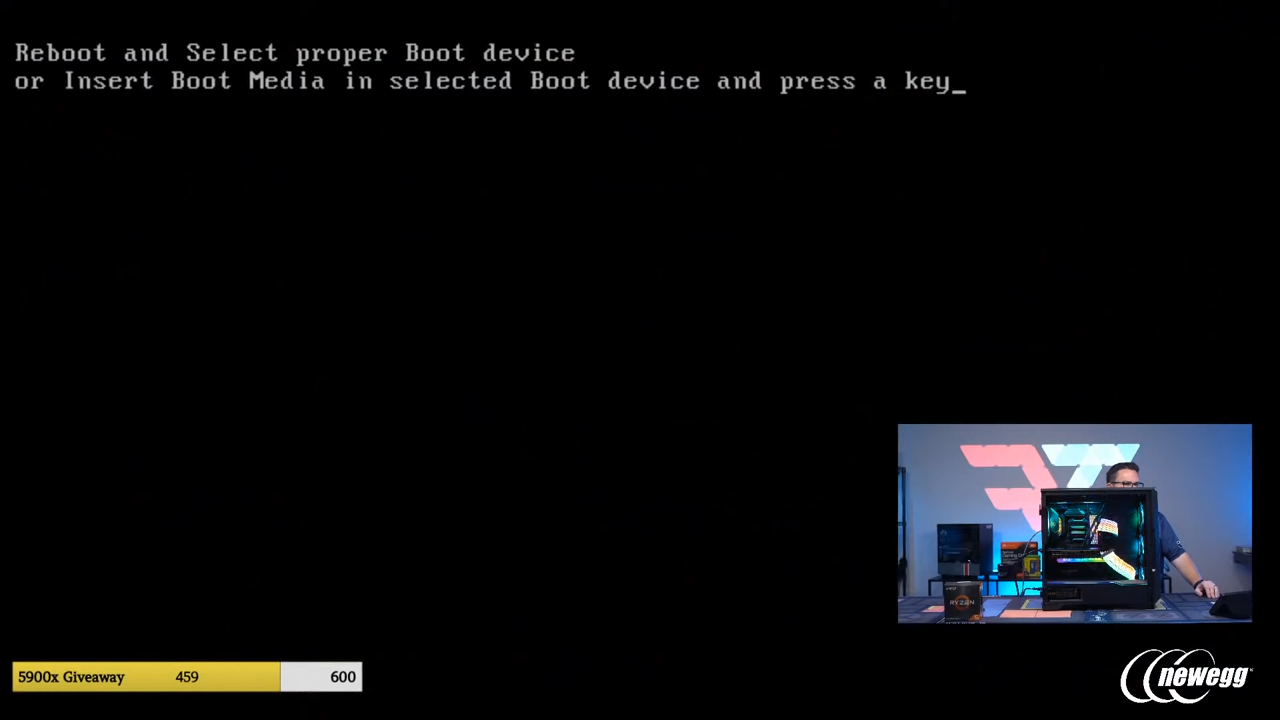 Reboot and Select proper Boot device
or Insert Boot Media in selected Boot device and press a key_
RYZEN
5900x Giveaway 459 600
newegg